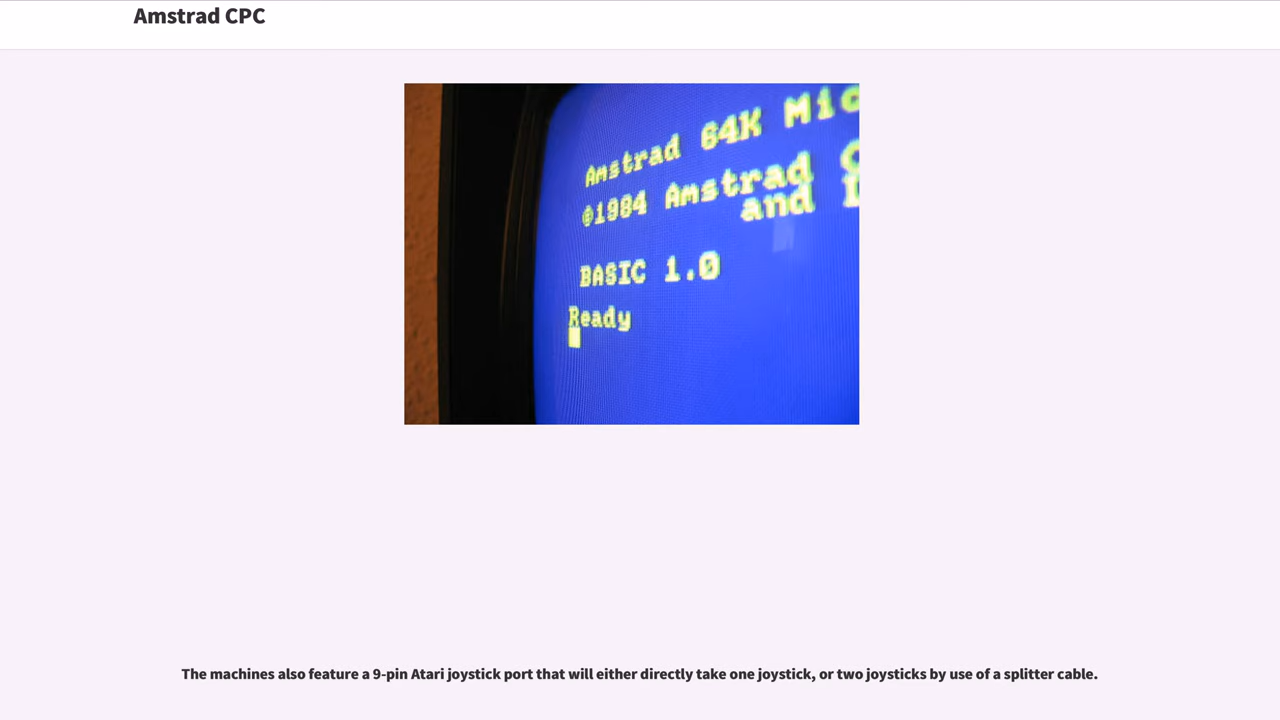 Amstrad CPC
Amstrad 64K
©1984 Amstrad
and
BASIC 1.0
Ready
The machines also feature a 9-pin Atari joystick port that will either directly take one joystick, or two joysticks by use of a splitter cable.